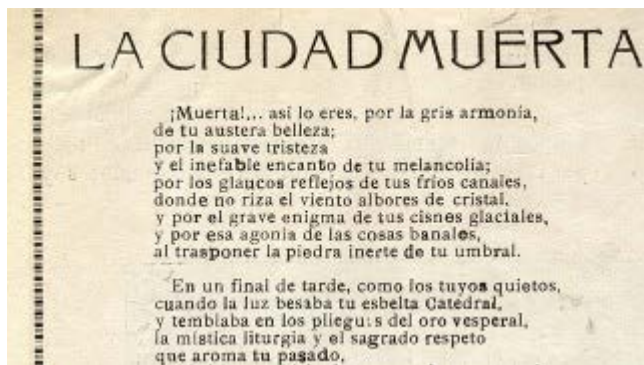 LA CIUDAD MUERTA
¡Muerta!... así lo eres, por la gris armonía,
de tu austera belleza;
por la suave tristeza
y el inefable encanto de tu melancolía;
por los glaucos reflejos de tus fríos canales,
donde no riza el viento albores de cristal,
y por el grave enigma de tus cisnes glaciales,
y por esa agonía de las cosas banales,
al trasponer la piedra inerte de tu umbral.
En un final de tarde, como los tuyos quietos,
cuando la luz besaba tu esbelta Catedral,
y temblaba en los pliegues del oro vesperal,
la mística liturgia y el sagrado respeto
que aroma tu pasado,